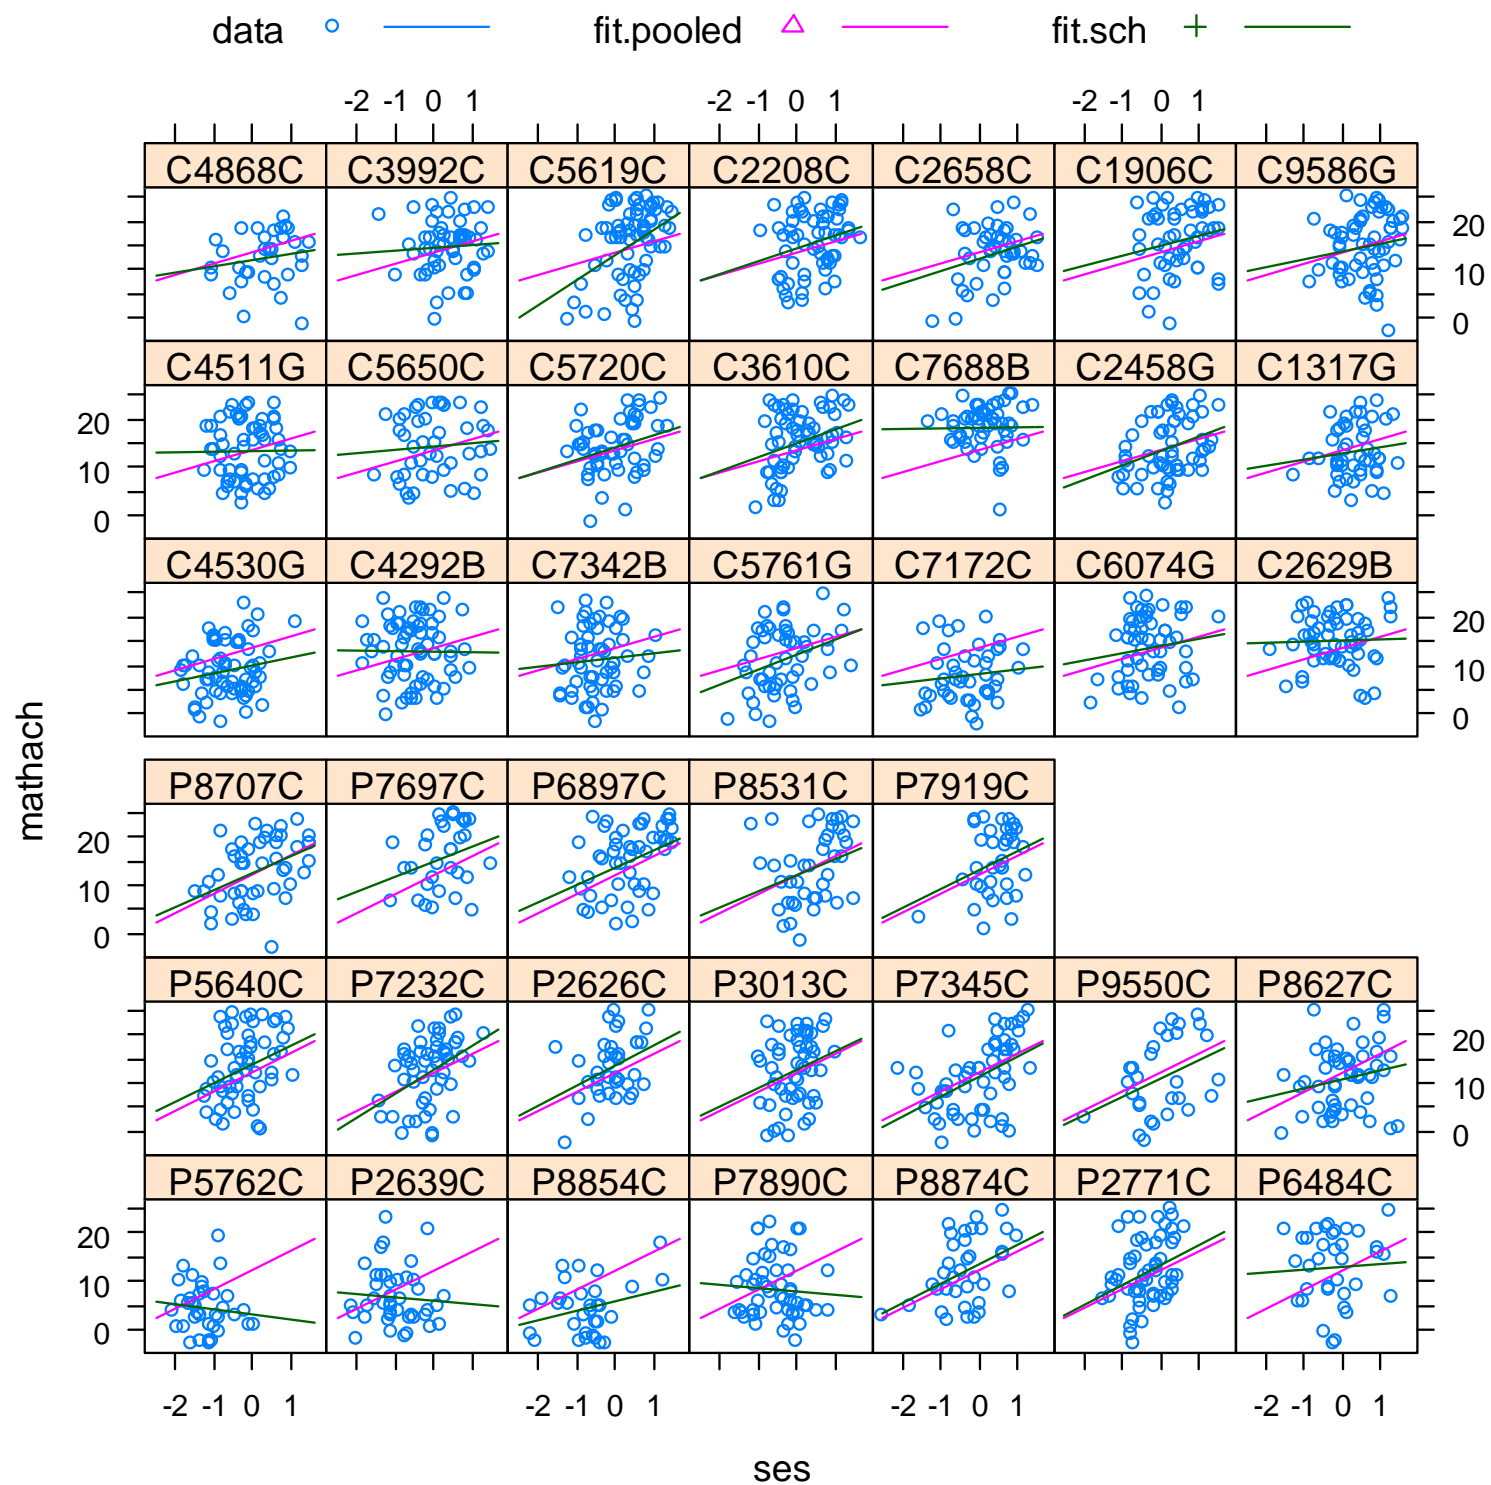 data fit.pooled fit.sch
-2 -1 0 1 -2 -1 0 1 -2 -1 0 1
C4868C C3992C C5619C C2208C C2658C C1906C C9586G
20
10
0
C4511G C5650C C5720C C3610C C7688B C2458G C1317G
20
10
0
C4530G C4292B C7342B C5761G C7172C C6074G C2629B
20
10
0
mathach
P8707C P7697C P6897C P8531C P7919C
20
10
0
P5640C P7232C P2626C P3013C P7345C P9550C P8627C
20
10
0
P5762C P2639C P8854C P7890C P8874C P2771C P6484C
20
10
0
-2 -1 0 1 -2 -1 0 1 -2 -1 0 1 -2 -1 0 1
ses